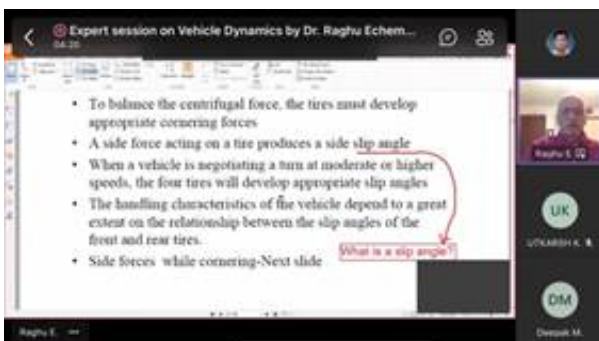 Expert session on Vehicle Dynamics by Dr. Raghu Echem...
04:20
• To balance the centrifugal force, the tires must develop
appropriate cornering forces
• A side force acting on a tire produces a side slip angle
• When a vehicle is negotiating a turn at moderate or higher
speeds, the four tires will develop appropriate slip angles
• The handling characteristics of the vehicle depend to a great
extent on the relationship between the slip angles of the
front and rear tires.
What is a slip angle?
• Side forces while cornering-Next slide
Raghu E.
Raghu E.
UK
UTKARSH K.
DM
Deepak M.